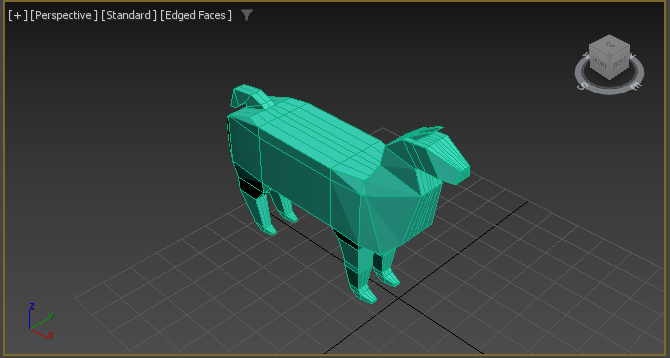 [+] [Perspective ] [Standard ] [Edged Faces ]
S
E
z
y
x